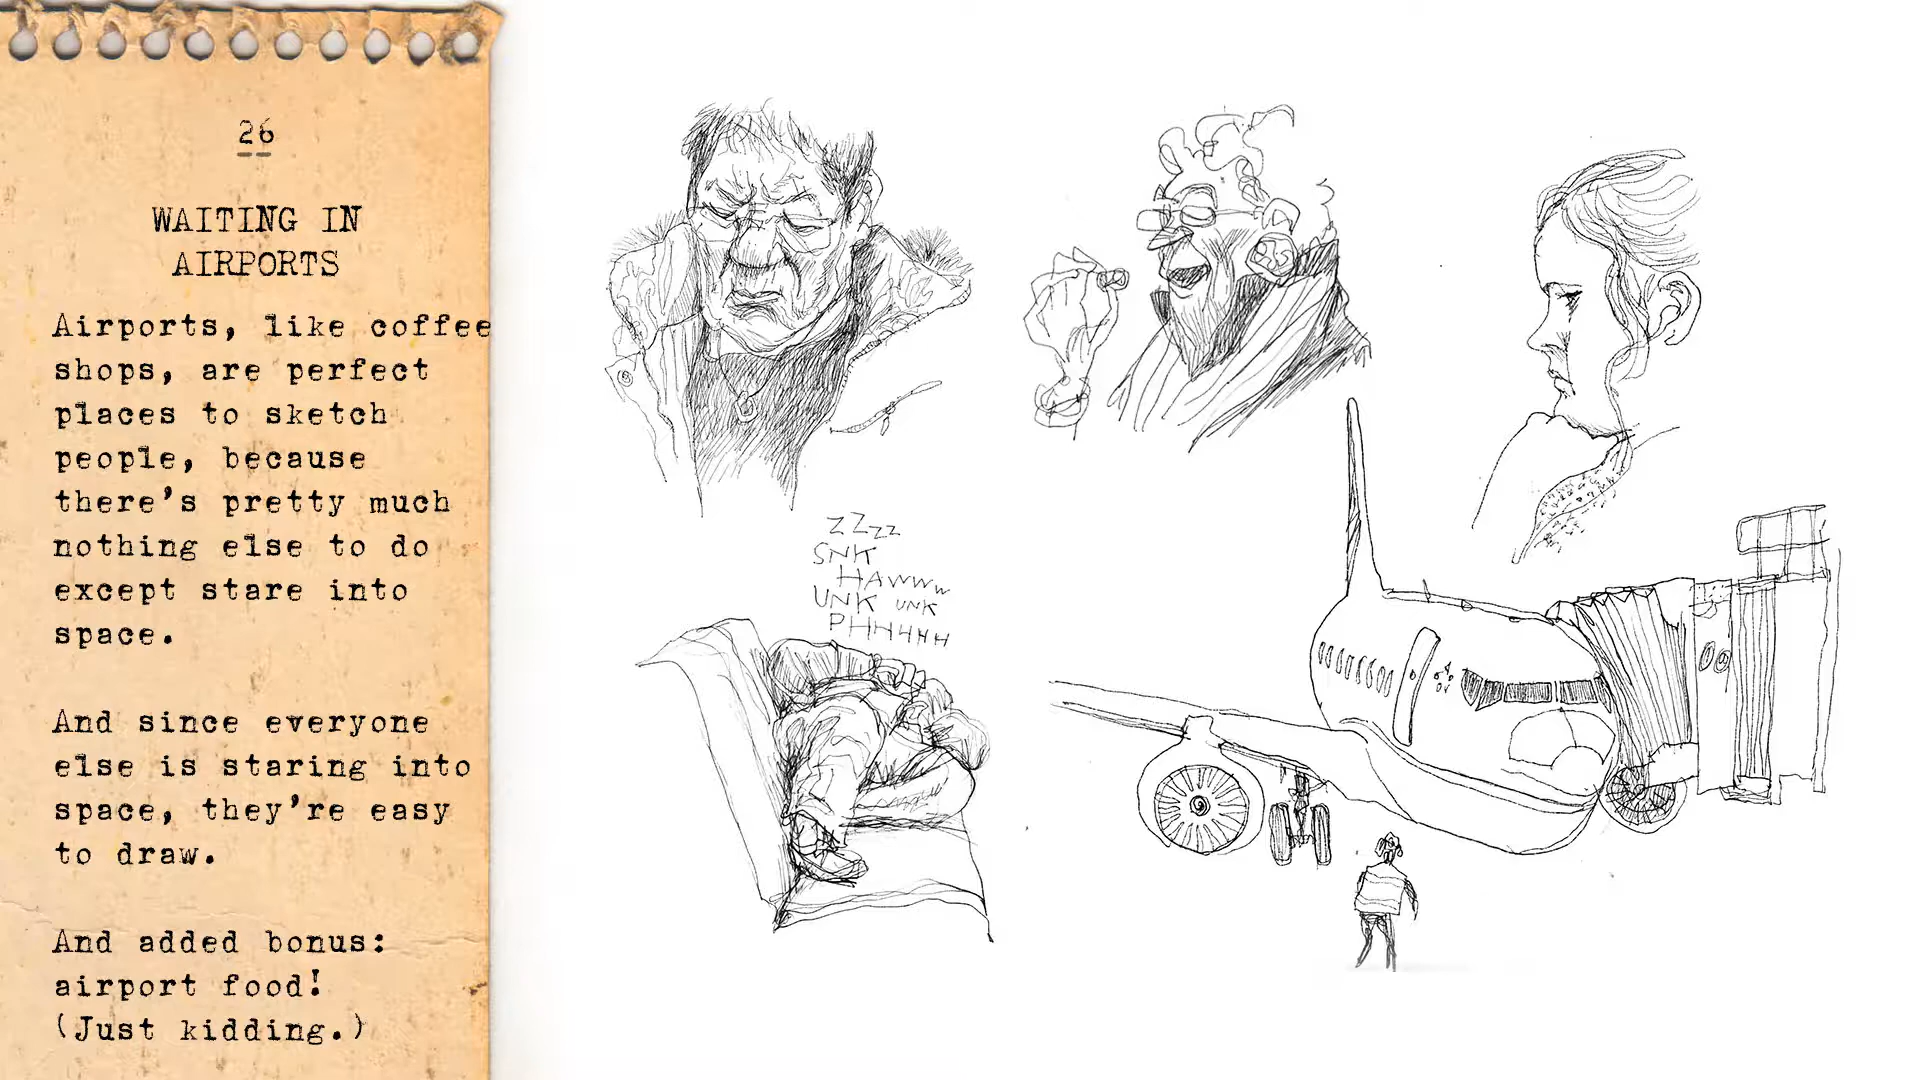 26
WAITING IN
AIRPORTS
Airports, like coffee
shops, are perfect
places to sketch
people, because
there's pretty much
nothing else to do
except stare into
space.
And since everyone
else is staring into
space, they're easy
to draw.
And added bonus:
airport food!
(Just kidding.)
ZZZZ
SNK
HAWWW
UNK UNK
PHHHHH